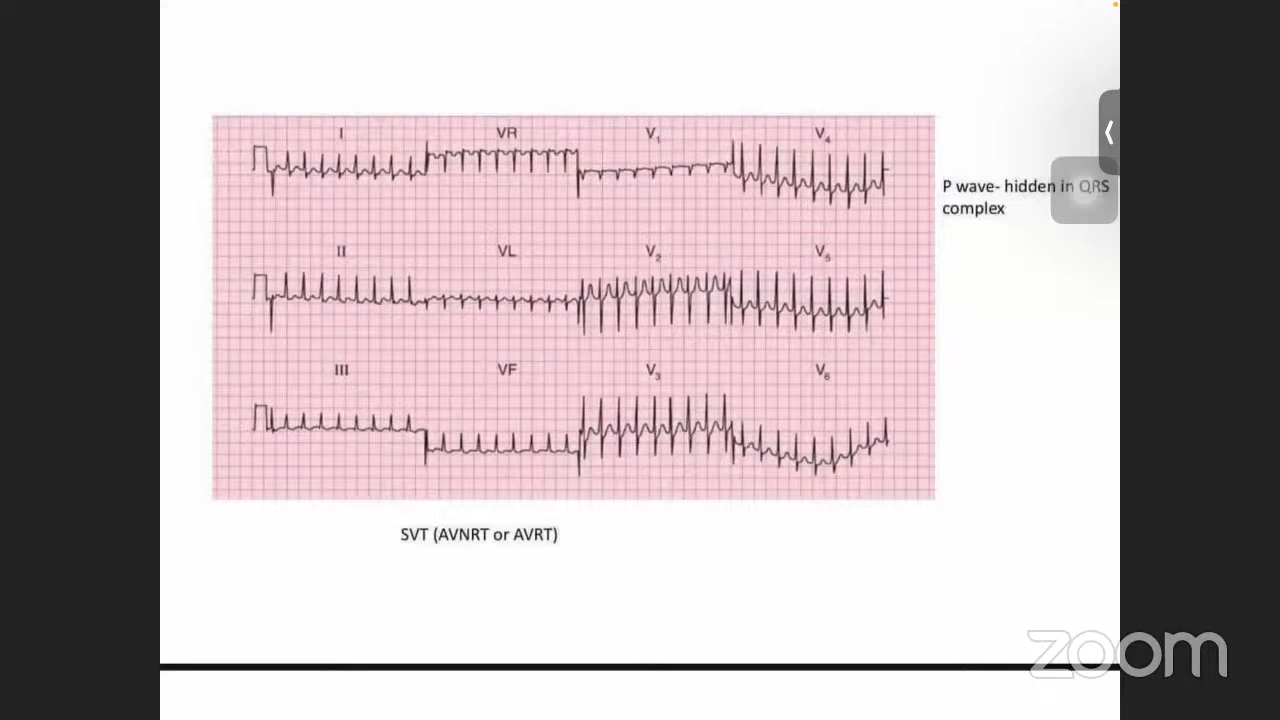 I VR V1 V4
P wave- hidden in QRS
complex
II VL V2 V5
III VF V3 V6
SVT (AVNRT or AVRT)
zoom